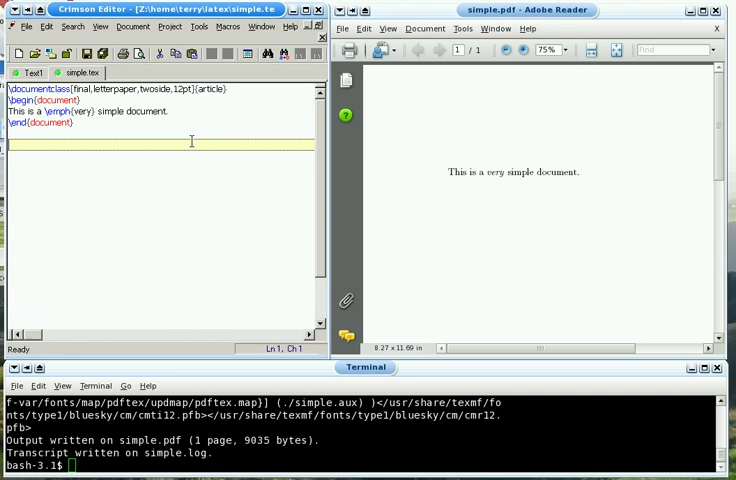 Crimson Editor - [Z:\home\terry\latex\simple.te
File Edit Search View Document Project Tools Macros Window Help
Text1 simple.tex
\documentclass[final,letterpaper,twoside,12pt]{article}
\begin{document}
This is a \emph{very} simple document.
\end{document}
Ready Ln 1, Ch 1
simple.pdf - Adobe Reader
File Edit View Document Tools Window Help X
1 / 1 75% Find
This is a very simple document.
8.27 x 11.69 in
Terminal
File Edit View Terminal Go Help
f-var/fonts/map/pdftex/updmap/pdftex.map}] (./simple.aux) )</usr/share/texmf/fo
nts/type1/bluesky/cm/cmti12.pfb></usr/share/texmf/fonts/type1/bluesky/cm/cmr12.
pfb>
Output written on simple.pdf (1 page, 9035 bytes).
Transcript written on simple.log.
bash-3.1$